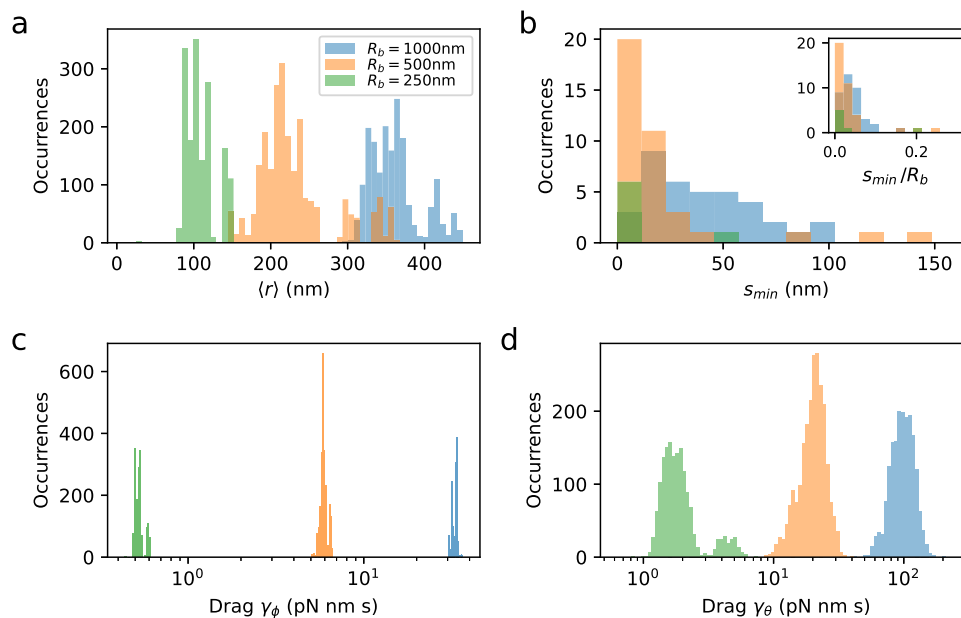 a
Occurrences
300
200
100
0
0 100 200 300 400
⟨r⟩ (nm)
R_b = 1000nm
R_b = 500nm
R_b = 250nm
b
Occurrences
20
15
10
5
0
0 50 100 150
s_min (nm)
20
10
0
0.0 0.2
s_min/R_b
c
Occurrences
600
400
200
0
10^0 10^1
Drag γ_ϕ (pN nm s)
d
Occurrences
200
100
0
10^0 10^1 10^2
Drag γ_θ (pN nm s)